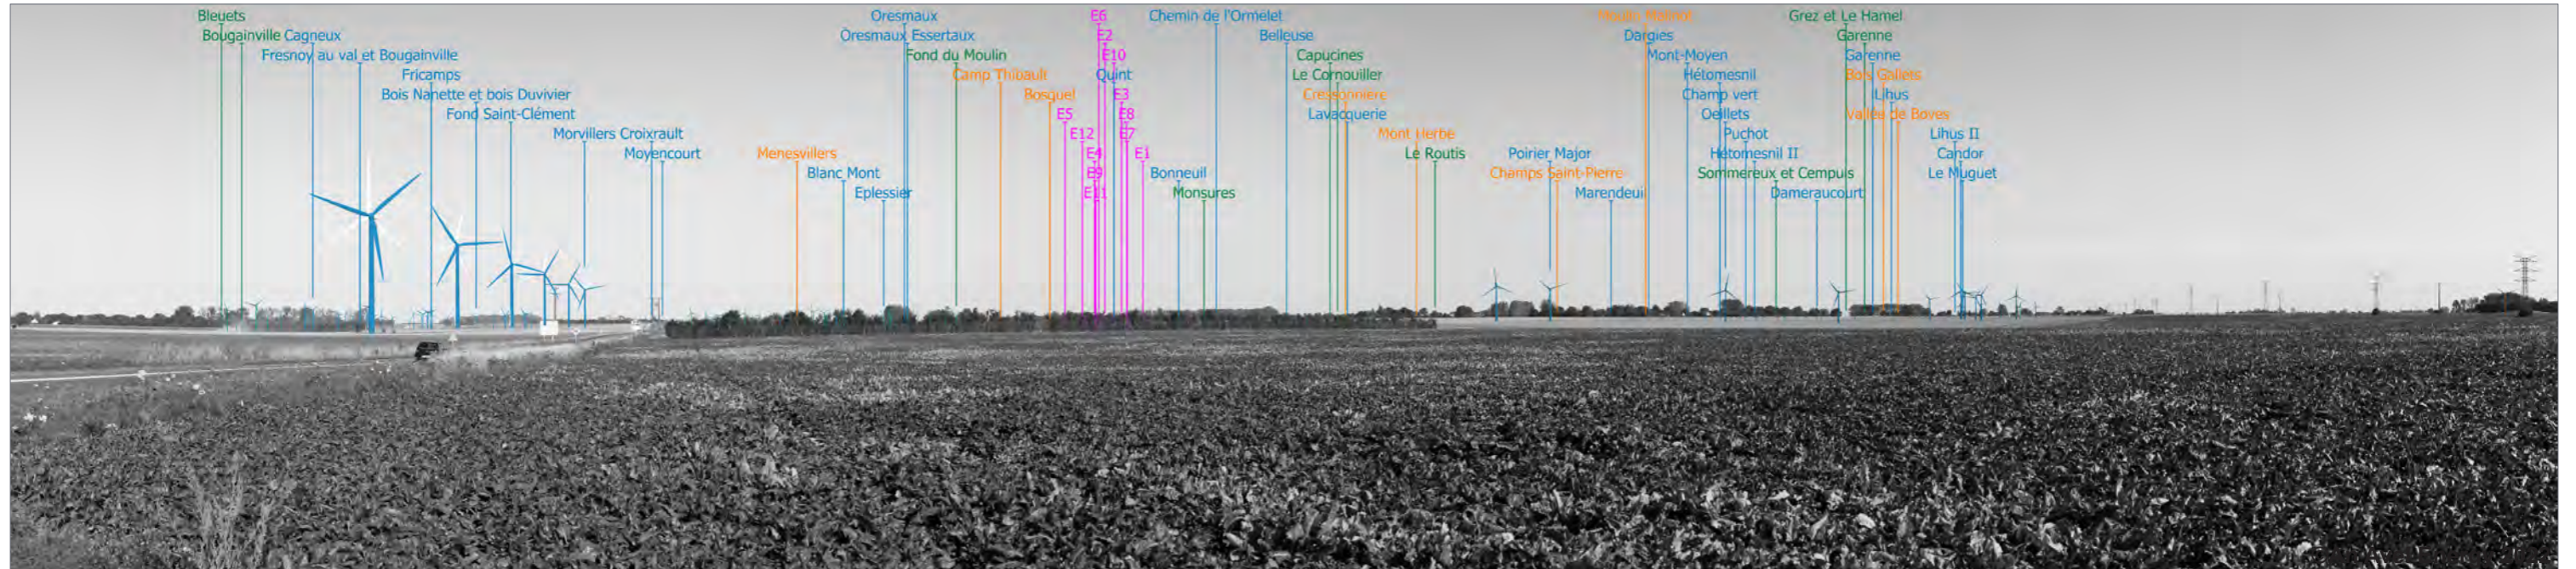 Bleuets
Oresmaux
E6
Chemin de l'Ormelet
Moulin Malinot
Grez et Le Hamel
Bougainville
Cagneux
Oresmaux Essertaux
E2
Belleuse
Dargies
Garenne
Fresnoy au val et Bougainville
Fond du Moulin
E10
Capucines
Mont-Moyen
Garenne
Fricamps
Camp Thibault
Quint
Le Cornouiller
Hétomesnil
Bois Gallets
Bois Nanette et bois Duvivier
Bosquel
E3
Cressonnière
Champ vert
Lihus
Fond Saint-Clément
E5
E8
Lavacquerie
Oeillets
Vallée de Boves
Morvillers Croixrault
E12
E7
Mont Herbé
Puchot
Lihus II
Moyencourt
Menesvillers
E4
E1
Le Routis
Poirier Major
Hétomesnil II
Candor
Blanc Mont
E9
Bonneuil
Champs Saint-Pierre
Sommereux et Cempuis
Le Muguet
Eplessier
E11
Monsures
Marendeuil
Dameraucourt